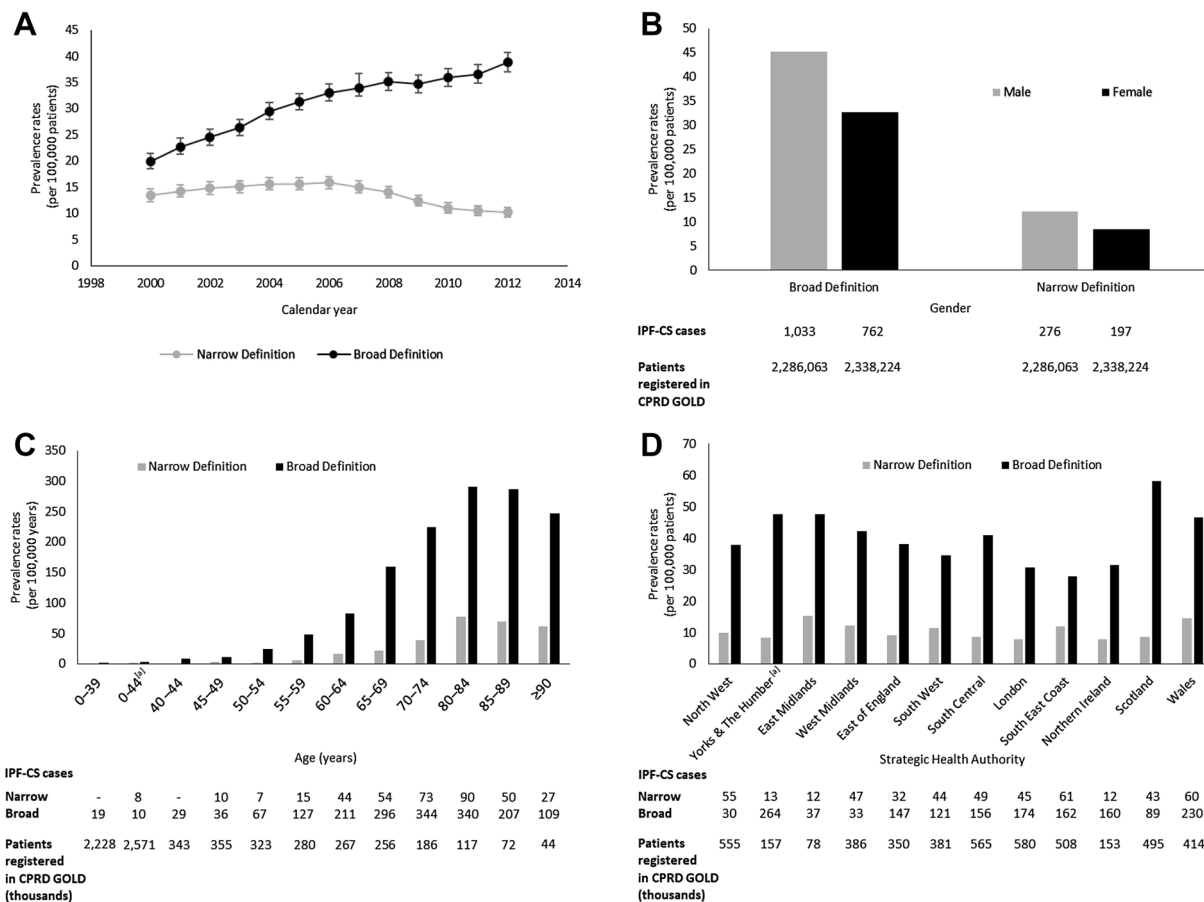 A
45
40
35
30
25
20
15
10
5
0
Prevalence rates
(per 100,000 patients)
1998 2000 2002 2004 2006 2008 2010 2012 2014
Calendar year
Narrow Definition Broad Definition
B
50
45
40
35
30
25
20
15
10
5
0
Prevalence rates
(per 100,000 patients)
Male Female
Broad Definition Narrow Definition
Gender
IPF-CS cases 1,033 762 276 197
Patients 2,286,063 2,338,224 2,286,063 2,338,224
registered in
CPRD GOLD
C
350
300
250
200
150
100
50
0
Prevalence rates
(per 100,000 years)
Narrow Definition Broad Definition
0–39 0-44[a] 40–44 45–49 50–54 55–59 60–64 65–69 70–74 80–84 85–89 ≥90
Age (years)
IPF-CS cases
Narrow - 8 - 10 7 15 44 54 73 90 50 27
Broad 19 10 29 36 67 127 211 296 344 340 207 109
Patients 2,228 2,571 343 355 323 280 267 256 186 117 72 44
registered
in CPRD GOLD
(thousands)
D
70
60
50
40
30
20
10
0
Prevalence rates
(per 100,000 patients)
Narrow Definition Broad Definition
North West Yorks & The Humber[a] East Midlands West Midlands East of England South West South Central London South East Coast Northern Ireland Scotland Wales
Strategic Health Authority
IPF-CS cases
Narrow 55 13 12 47 32 44 49 45 61 12 43 60
Broad 30 264 37 33 147 121 156 174 162 160 89 230
Patients 555 157 78 386 350 381 565 580 508 153 495 414
registered
in CPRD GOLD
(thousands)